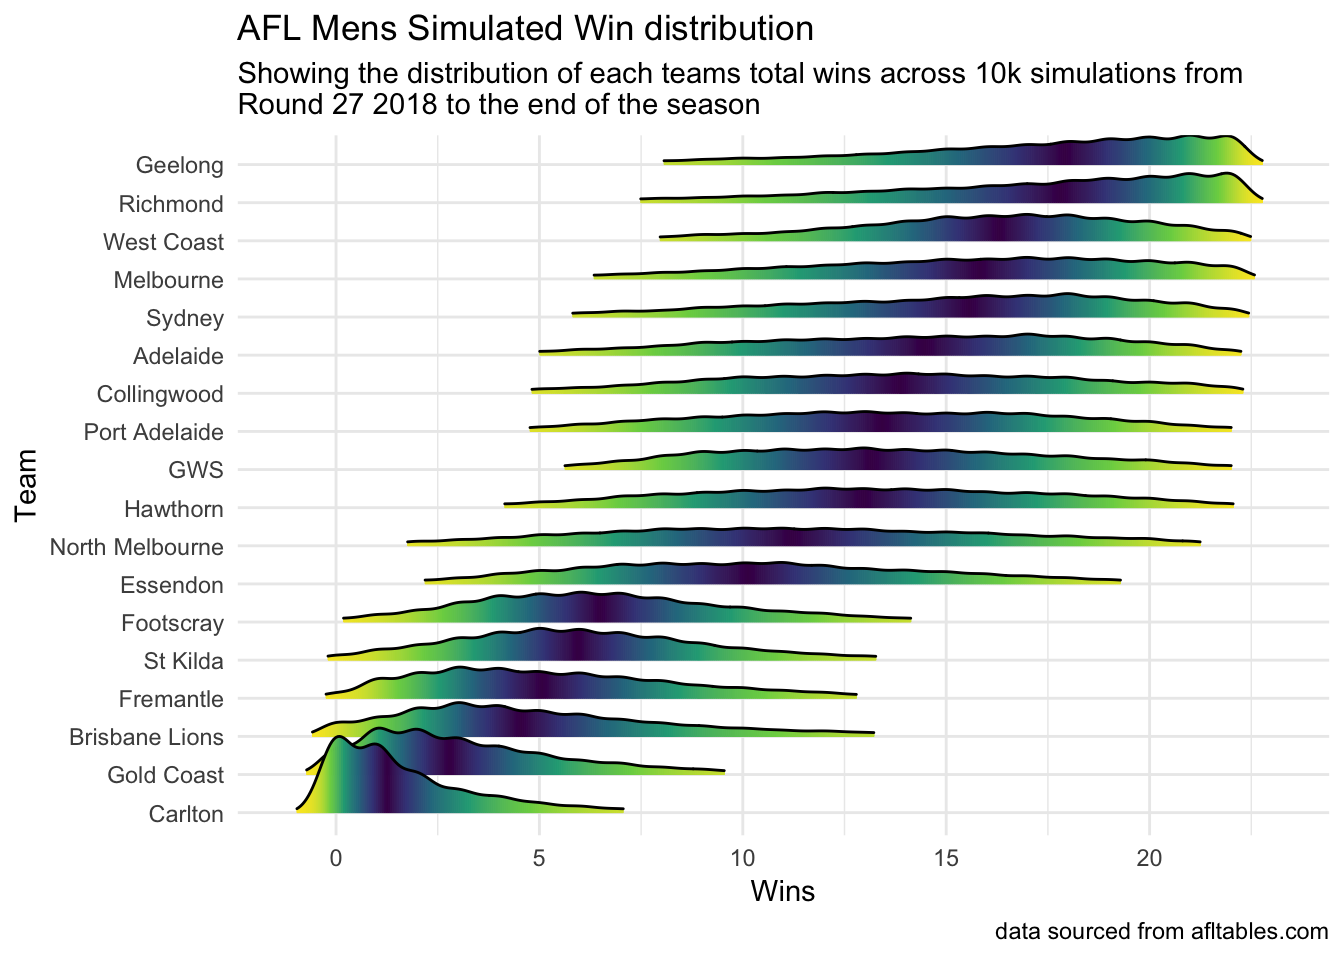 AFL Mens Simulated Win distribution
Showing the distribution of each teams total wins across 10k simulations from
Round 27 2018 to the end of the season
Geelong
Richmond
West Coast
Melbourne
Sydney
Adelaide
Collingwood
Port Adelaide
GWS
Hawthorn
North Melbourne
Essendon
Footscray
St Kilda
Fremantle
Brisbane Lions
Gold Coast
Carlton
Team
0 5 10 15 20
Wins
data sourced from afltables.com